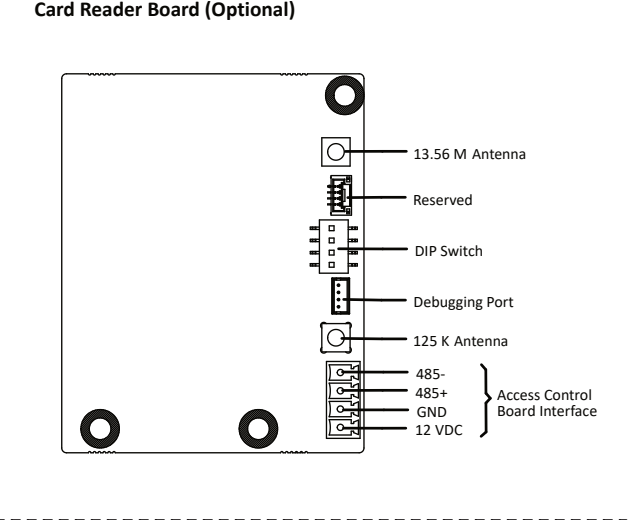 Card Reader Board (Optional)
13.56 M Antenna
Reserved
DIP Switch
Debugging Port
125 K Antenna
485-
485+
GND
12 VDC
Access Control
Board Interface